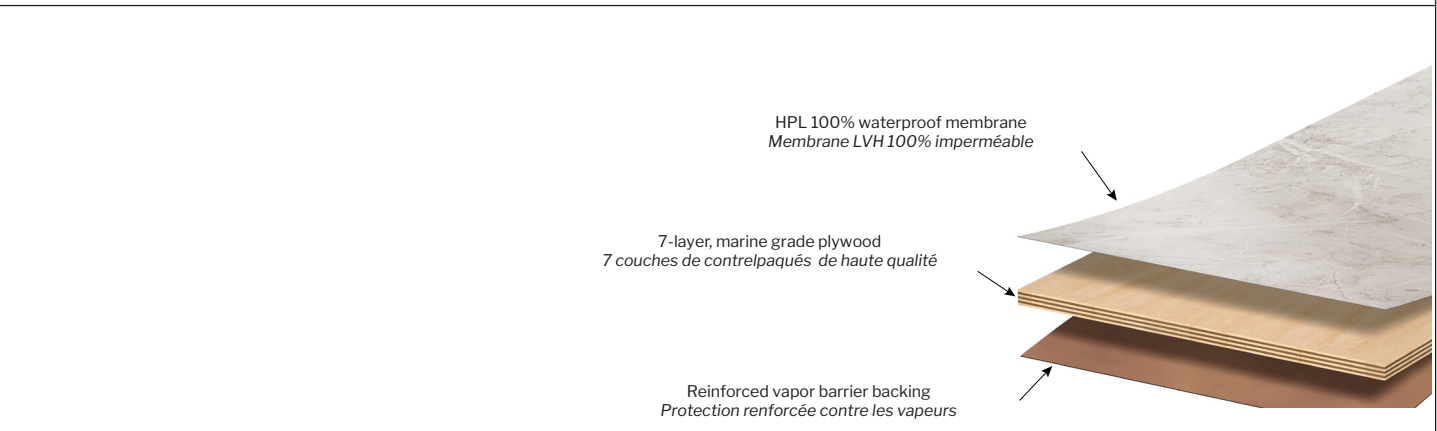 HPL 100% waterproof membrane
Membrane LVH 100% imperméable
7-layer, marine grade plywood
7 couches de contrelpaqués  de haute qualité
Reinforced vapor barrier backing
Protection renforcée contre les vapeurs